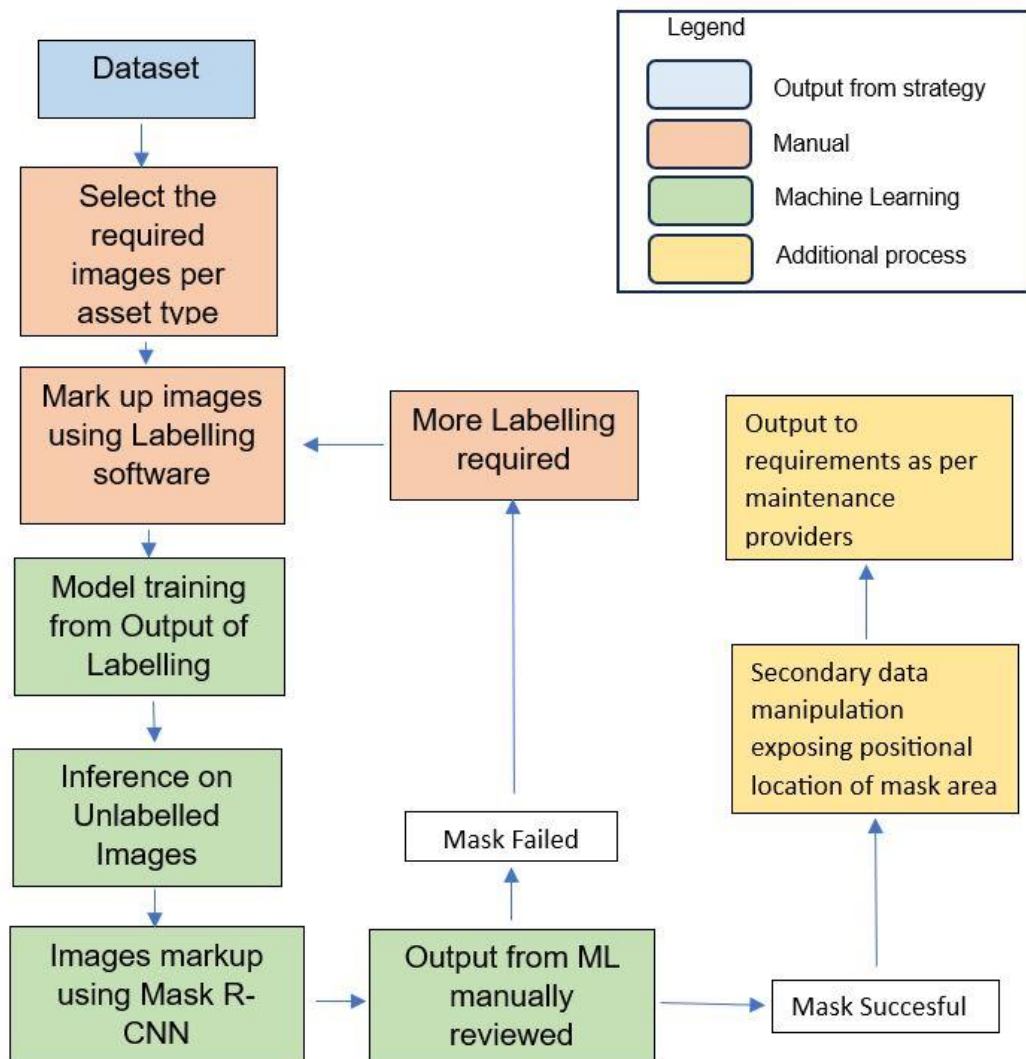 Dataset
Select the
required
images per
asset type
Mark up images
using Labelling
software
Model training
from Output of
Labelling
Inference on
Unlabelled
Images
Images markup
using Mask R-
CNN
Output from ML
manually
reviewed
Mask Failed
More Labelling
required
Mask Succesful
Secondary data
manipulation
exposing positional
location of mask area
Output to
requirements as per
maintenance
providers
Legend
Output from strategy
Manual
Machine Learning
Additional process